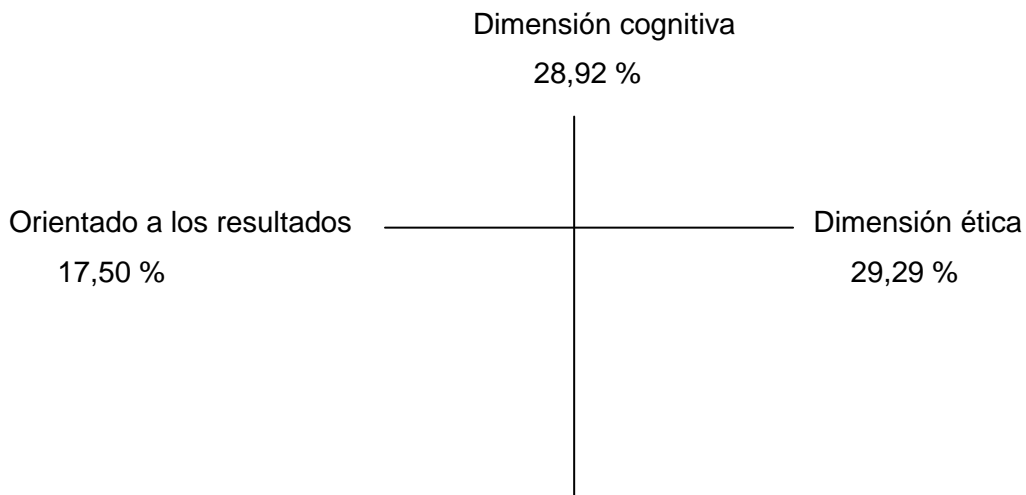 Dimensión cognitiva
28,92 %
Orientado a los resultados
17,50 %
Dimensión ética
29,29 %